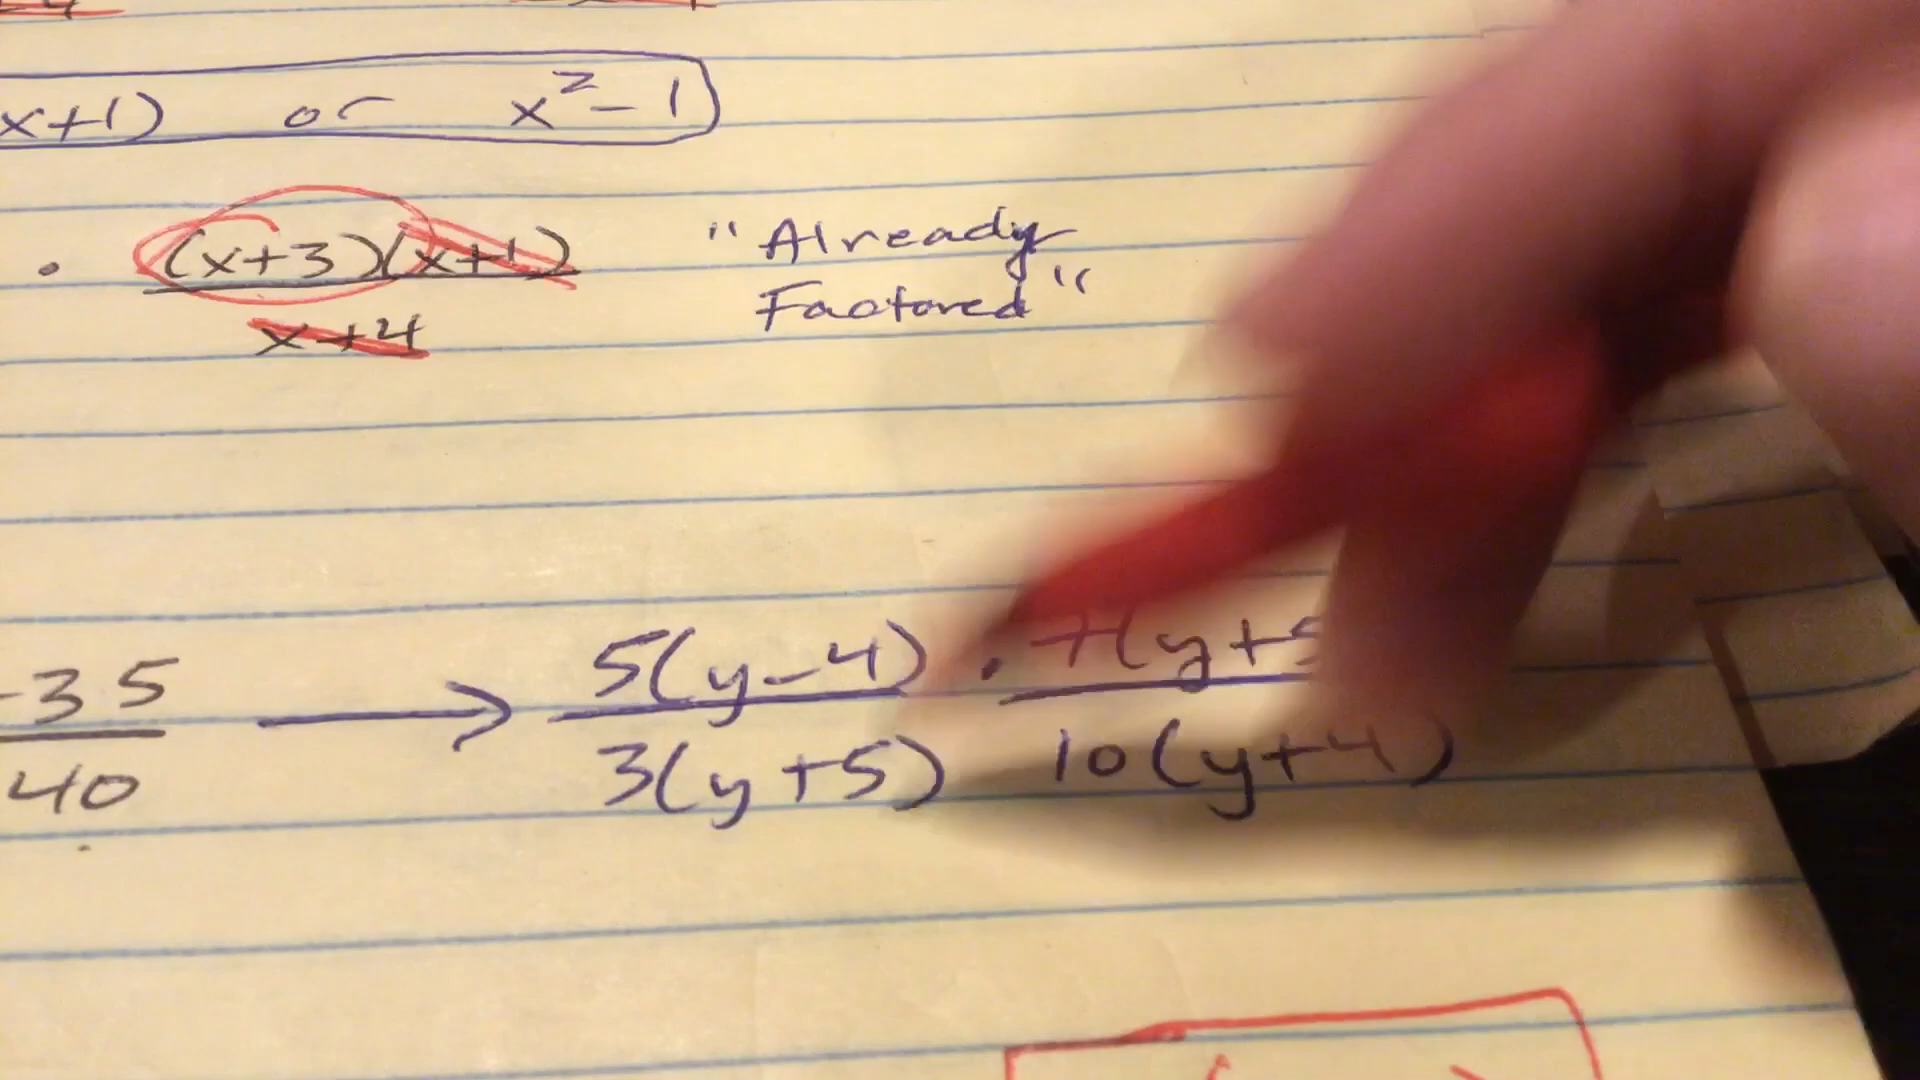 x+1) or x²-1
· (x+3)(x+1) "Already
x+4 Factored"
-35 → 5(y-4) · 7(y+5
40 3(y+5) 10(y+4)